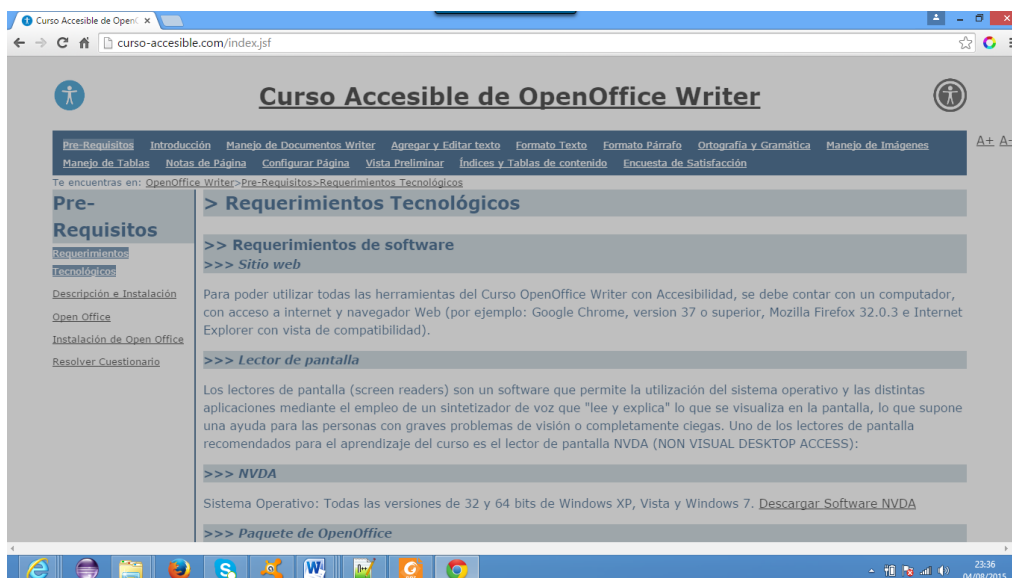 Curso Accesible de Open
curso-accesible.com/index.jsf
Curso Accesible de OpenOffice Writer
A+ A-
Pre-Requisitos Introducción Manejo de Documentos Writer Agregar y Editar texto Formato Texto Formato Párrafo Ortografía y Gramática Manejo de Imágenes
Manejo de Tablas Notas de Página Configurar Página Vista Preliminar Índices y Tablas de contenido Encuesta de Satisfacción
Te encuentras en: OpenOffice Writer>Pre-Requisitos>Requerimientos Tecnológicos
Pre-
Requisitos
Requerimientos
Tecnológicos
Descripción e Instalación
Open Office
Instalación de Open Office
Resolver Cuestionario
> Requerimientos Tecnológicos
>> Requerimientos de software
>>> Sitio web
Para poder utilizar todas las herramientas del Curso OpenOffice Writer con Accesibilidad, se debe contar con un computador,
con acceso a internet y navegador Web (por ejemplo: Google Chrome, version 37 o superior, Mozilla Firefox 32.0.3 e Internet
Explorer con vista de compatibilidad).
>>> Lector de pantalla
Los lectores de pantalla (screen readers) son un software que permite la utilización del sistema operativo y las distintas
aplicaciones mediante el empleo de un sintetizador de voz que "lee y explica" lo que se visualiza en la pantalla, lo que supone
una ayuda para las personas con graves problemas de visión o completamente ciegas. Uno de los lectores de pantalla
recomendados para el aprendizaje del curso es el lector de pantalla NVDA (NON VISUAL DESKTOP ACCESS):
>>> NVDA
Sistema Operativo: Todas las versiones de 32 y 64 bits de Windows XP, Vista y Windows 7. Descargar Software NVDA
>>> Paquete de OpenOffice
23:36
04/08/2015